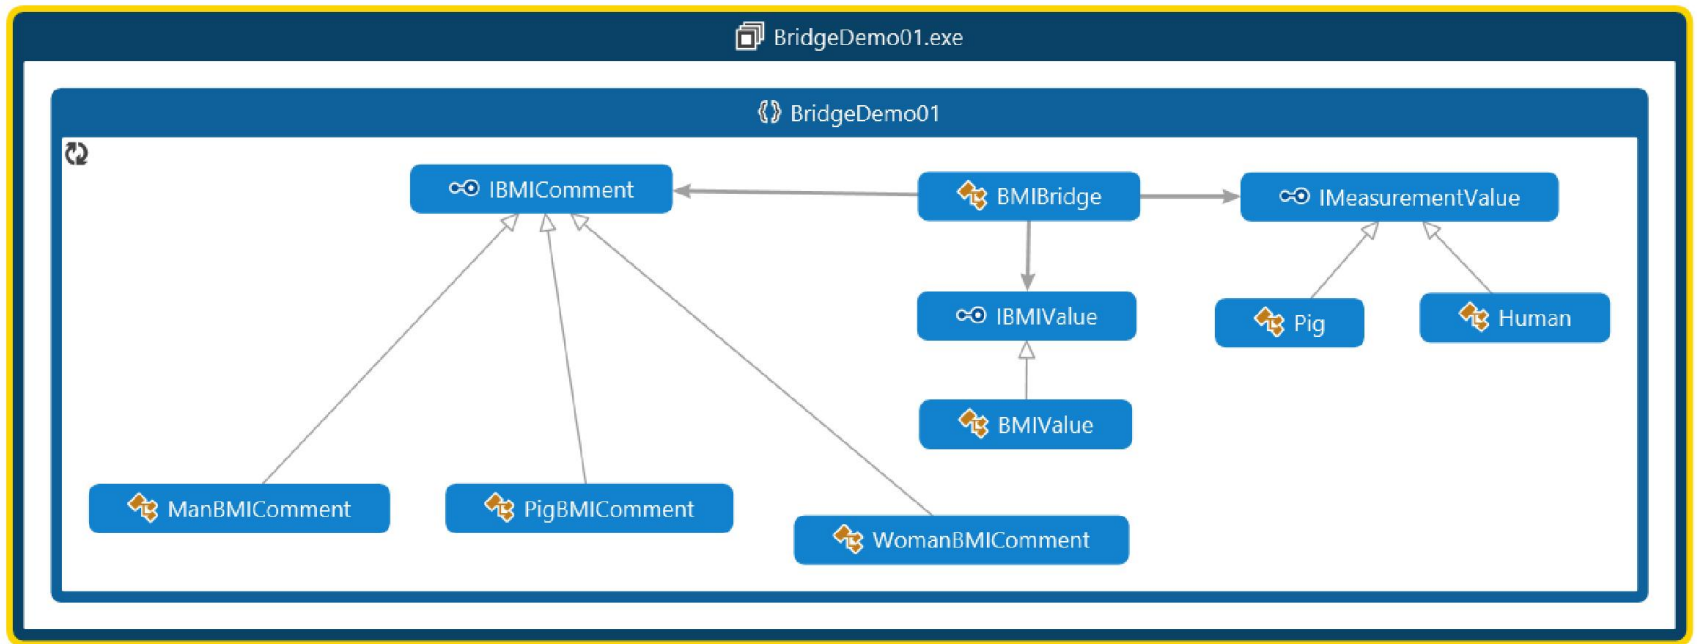 BridgeDemo01.exe
BridgeDemo01
IBMIComment
BMIBridge
IMeasurementValue
IBMIValue
Pig
Human
BMIValue
ManBMIComment
PigBMIComment
WomanBMIComment